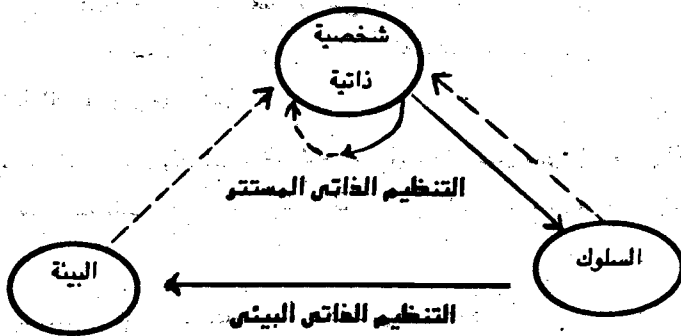 شخصية
ذاتية
التنظيم الذاتي المستتر
السلوك
البيئة
التنظيم الذاتي البيئي